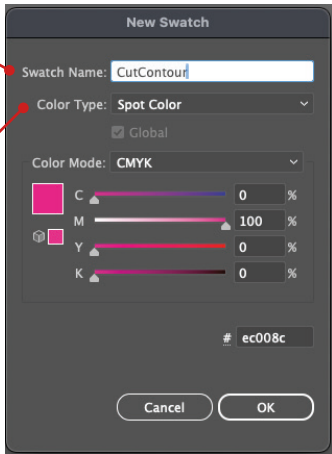 New Swatch
Swatch Name: CutContour
Color Type: Spot Color
Global
Color Mode: CMYK
C 0 %
M 100 %
Y 0 %
K 0 %
# ec008c
Cancel OK